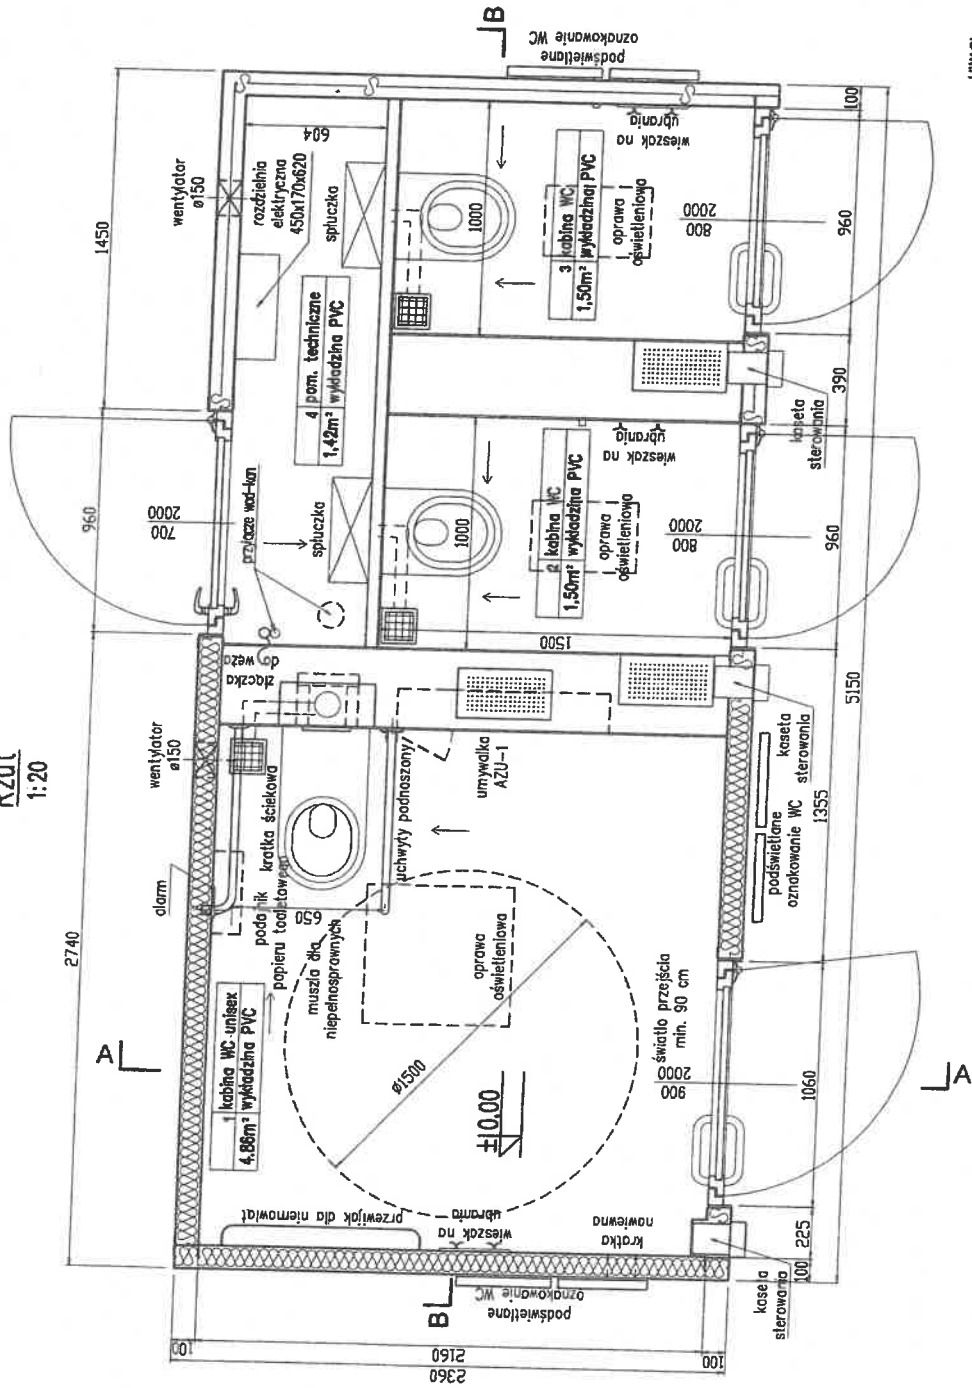 Rzut
1:20
2740
960
1450
alarm
wentylator
ø150
700
2000
wentylator
ø150
A
1 kabina WC-unisex
4.86m² wykładzina PVC
podajnik
papieru toaletowego
kratka ściekowa
650
muszla dla
niepełnosprawnych
uchwyty podnoszony
złączka
do węża
przyłącze wod-kan
spłuczka
4 pom. techniczne
1,42m² wykładzina PVC
rozdzielnia
elektryczna
450x170x620
spłuczka
604
B
podświetlane
oznakowanie WC
oprawa
oświetleniowa
umywalka
AZU-1
ø1500
±0.00
1000
2 kabina WC
1,50m² wykładzina PVC
oprawa
oświetleniowa
wieszak na
ubrania
1500
1000
3 kabina WC
1,50m² wykładzina PVC
oprawa
oświetleniowa
wieszak na
ubrania
przewijak dla niemowląt
wieszak na
ubrania
kratka
nawiewna
światło przejścia
min. 90 cm
900
2000
800
2000
800
2000
B
podświetlane
oznakowanie WC
kaseta
sterowania
podświetlane
oznakowanie WC
kaseta
sterowania
kaseta
sterowania
A
100
225
1060
1355
960
390
960
100
5150
100
2160
100
2360